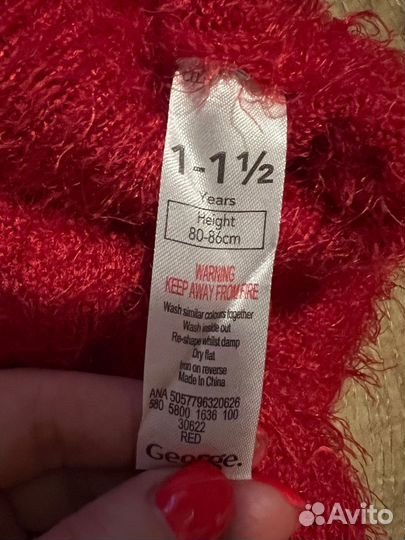 1-1½
Years
Height
80-86cm
WARNING
KEEP AWAY FROM FIRE
Wash similar colours together
Wash inside out
Re-shape whilst damp
Dry flat
Iron on reverse
Made in China
ANA 5057796320626
580 5800 1636 100
30622
RED
George.
Avito